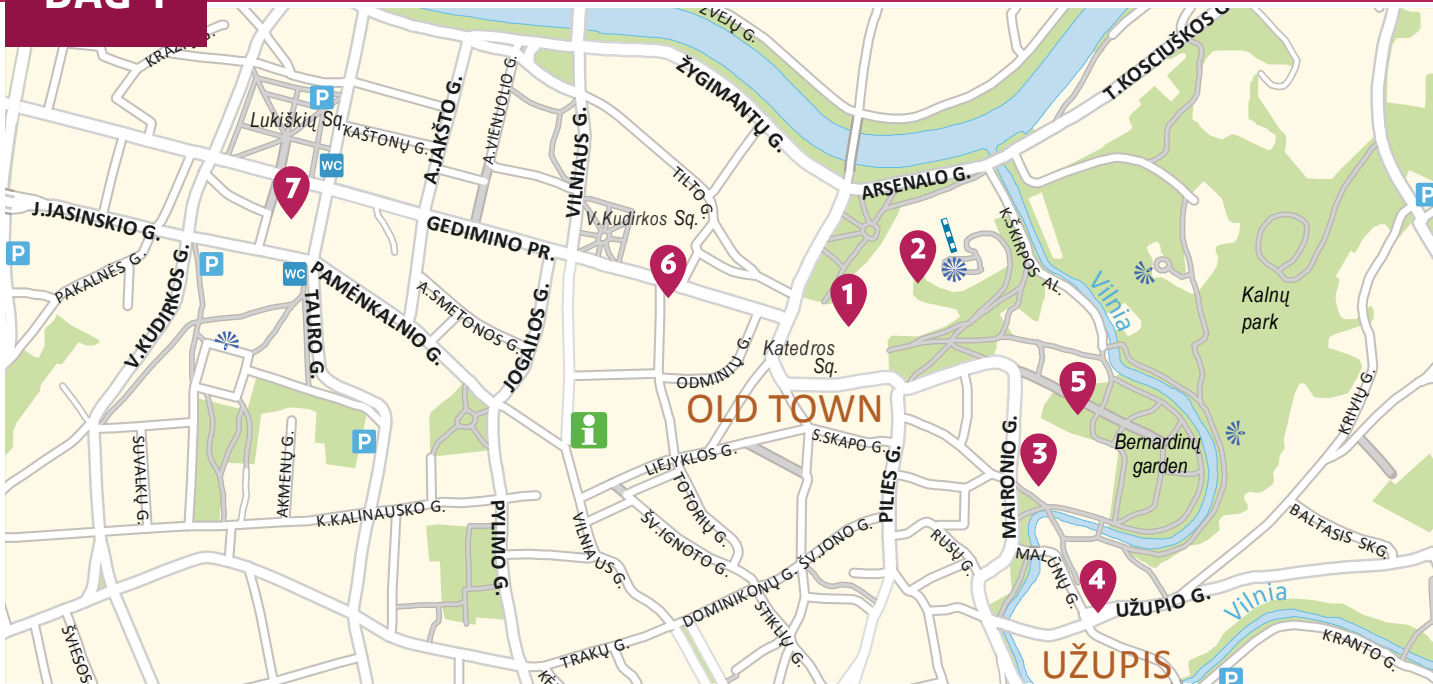 DAG 1
KRAŽIŲ G.
ŽVEJŲ G.
T.KOSCIUŠKOS G.
ŽYGIMANTŲ G.
A.VIENUOLIO G.
A.JAKŠTO G.
P
Lukiškių Sq.
KAŠTONŲ G.
VILNIAUS G.
WC
TILTO G.
ARSENALO G.
7
P
J.JASINSKIO G.
GEDIMINO PR.
V.Kudirkos Sq.
K.ŠKIRPOS AL.
2
P
PAKALNĖS G.
V.KUDIRKOS G.
P
WC
PAMĖNKALNIO G.
6
1
Vilnia
Kalnų
park
TAURO G.
A.SMETONOS G.
JOGAILOS G.
ODMINIŲ G.
Katedros
Sq.
5
KRIVIŲ G.
OLD TOWN
i
P
SUVALKŲ G.
AKMENŲ G.
LIEJYKLOS G.
S.SKAPO G.
PILIES G.
MAIRONIO G.
3
Bernardinų
garden
K.KALINAUSKO G.
PYLIMO G.
VILNIAUS G.
TOTORIŲ G.
ŠV.IGNOTO G.
ŠV.JONO G.
RUSŲ G.
BALTASIS SKG.
DOMINIKONŲ G.
MALŪNŲ G.
4
UŽUPIO G.
Vilnia
STIKLIŲ G.
ŠVIESOS
TRAKŲ G.
UŽUPIS
KRANTO G.
P